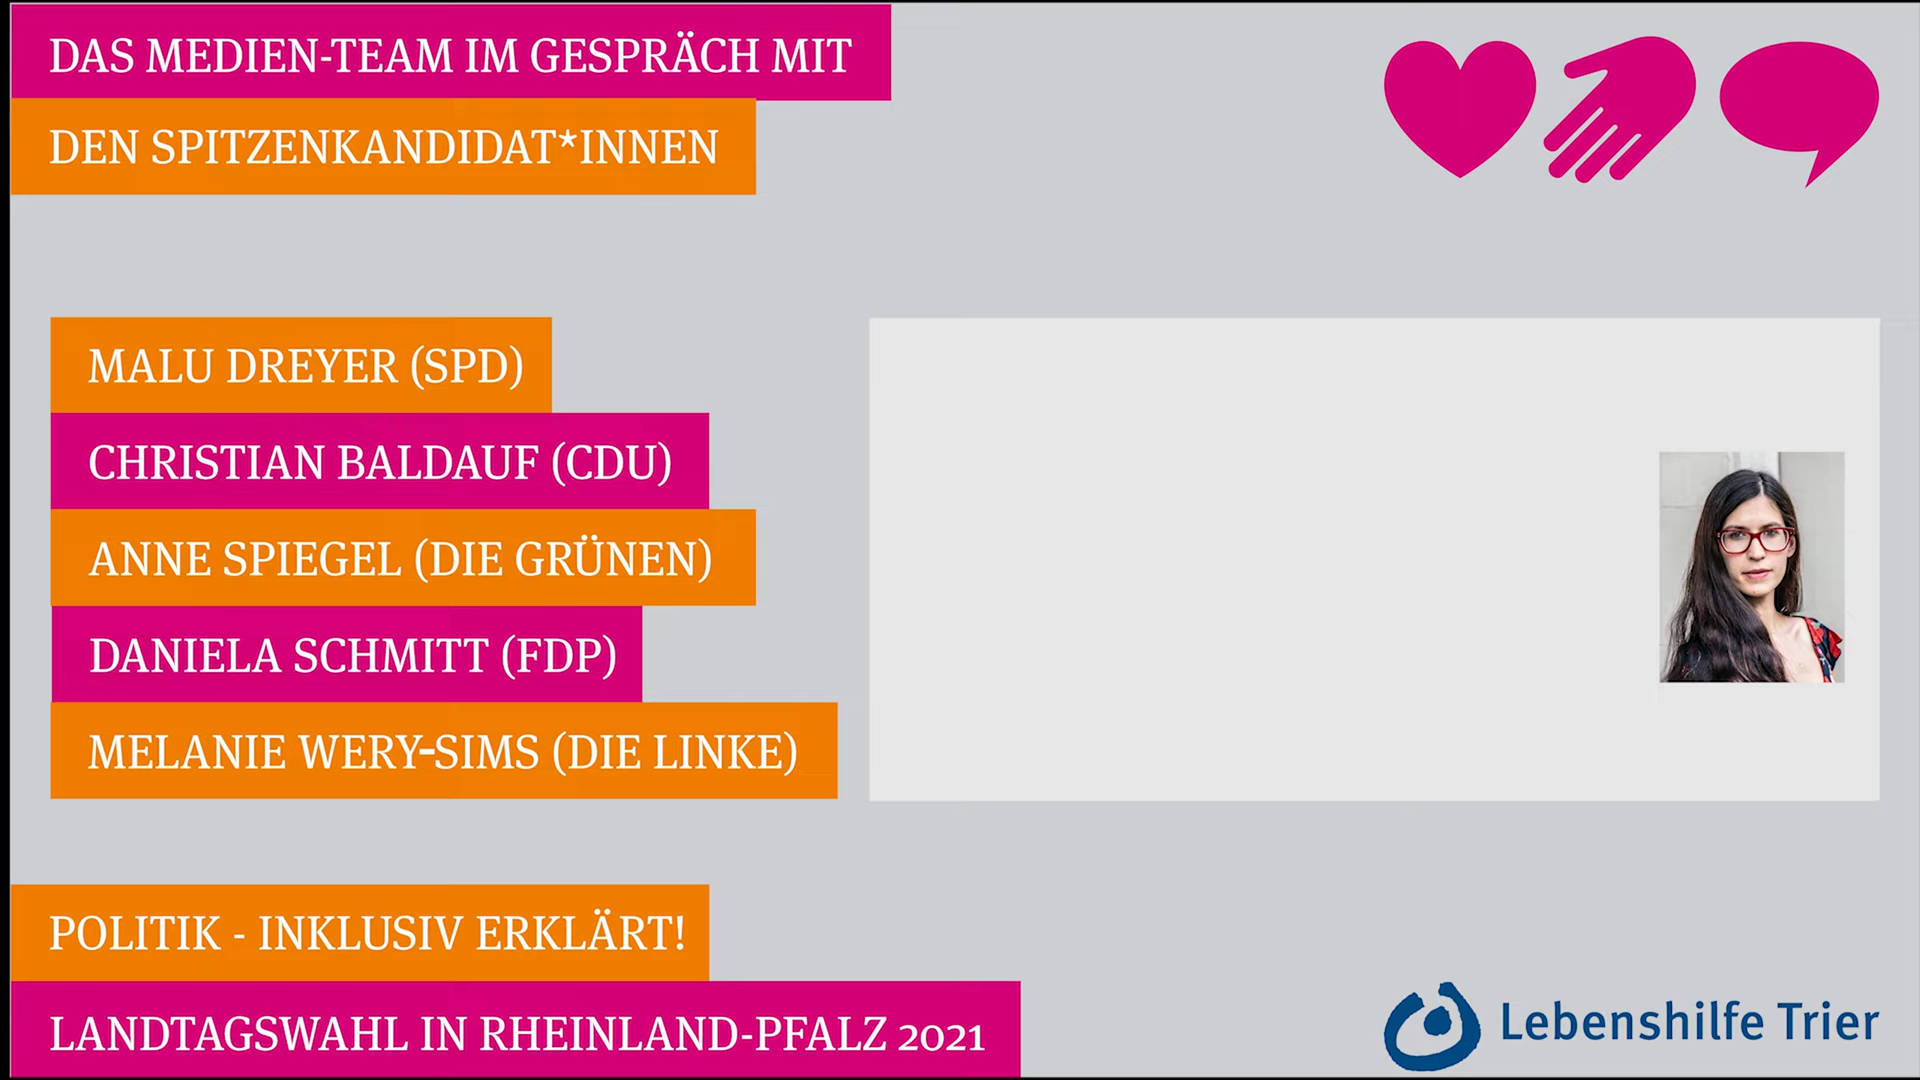 DAS MEDIEN-TEAM IM GESPRÄCH MIT
DEN SPITZENKANDIDAT*INNEN
MALU DREYER (SPD)
CHRISTIAN BALDAUF (CDU)
ANNE SPIEGEL (DIE GRÜNEN)
DANIELA SCHMITT (FDP)
MELANIE WERY-SIMS (DIE LINKE)
POLITIK - INKLUSIV ERKLÄRT!
LANDTAGSWAHL IN RHEINLAND-PFALZ 2021
Lebenshilfe Trier